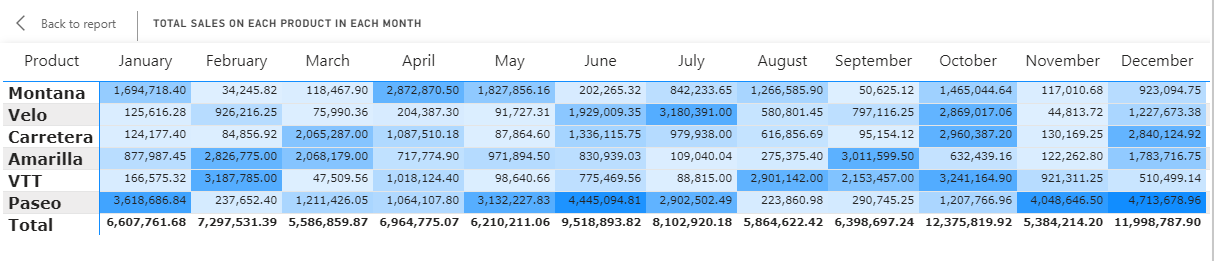 Back to report TOTAL SALES ON EACH PRODUCT IN EACH MONTH
Product January February March April May June July August September October November December
Montana 1,694,718.40 34,245.82 118,467.90 2,872,870.50 1,827,856.16 202,265.32 842,233.65 1,266,585.90 50,625.12 1,465,044.64 117,010.68 923,094.75
Velo 125,616.28 926,216.25 75,990.36 204,387.30 91,727.31 1,929,009.35 3,180,391.00 580,801.45 797,116.25 2,869,017.06 44,813.72 1,227,673.38
Carretera 124,177.40 84,856.92 2,065,287.00 1,087,510.18 87,864.60 1,336,115.75 979,938.00 616,856.69 95,154.12 2,960,387.20 130,169.25 2,840,124.92
Amarilla 877,987.45 2,826,775.00 2,068,179.00 717,774.90 971,894.50 830,939.03 109,040.04 275,375.40 3,011,599.50 632,439.16 122,262.80 1,783,716.75
VTT 166,575.32 3,187,785.00 47,509.56 1,018,124.40 98,640.66 775,469.56 88,815.00 2,901,142.00 2,153,457.00 3,241,164.90 921,311.25 510,499.14
Paseo 3,618,686.84 237,652.40 1,211,426.05 1,064,107.80 3,132,227.83 4,445,094.81 2,902,502.49 223,860.98 290,745.25 1,207,766.96 4,048,646.50 4,713,678.96
Total 6,607,761.68 7,297,531.39 5,586,859.87 6,964,775.07 6,210,211.06 9,518,893.82 8,102,920.18 5,864,622.42 6,398,697.24 12,375,819.92 5,384,214.20 11,998,787.90